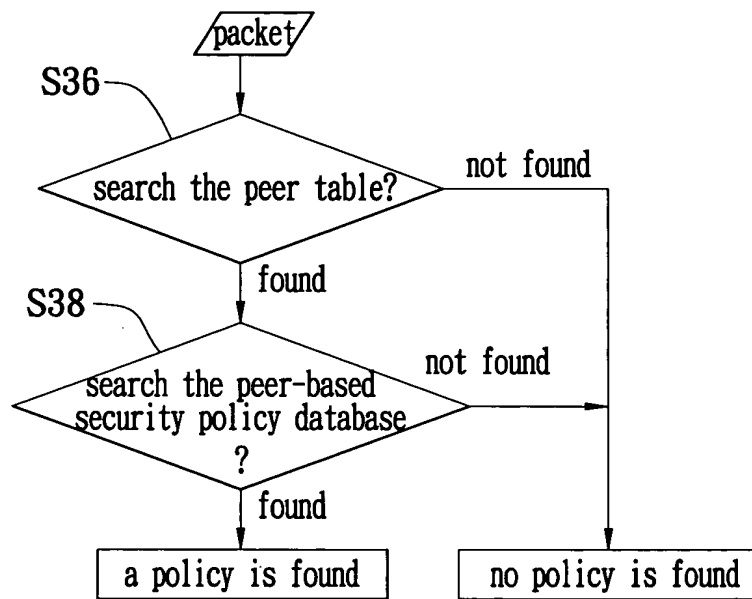 packet
S36
search the peer table?
not found
found
S38
search the peer-based
security policy database
?
not found
found
a policy is found
no policy is found